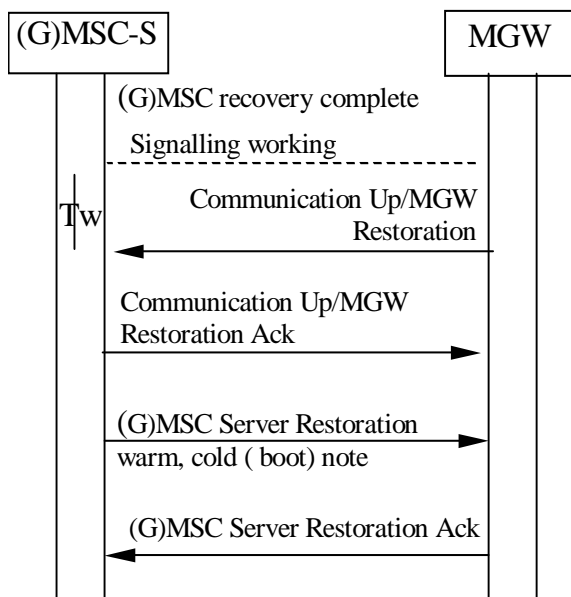 (G)MSC-S
MGW
(G)MSC recovery complete
Signalling working
Tw
Communication Up/MGW
Restoration
Communication Up/MGW
Restoration Ack
(G)MSC Server Restoration
warm, cold ( boot) note
(G)MSC Server Restoration Ack